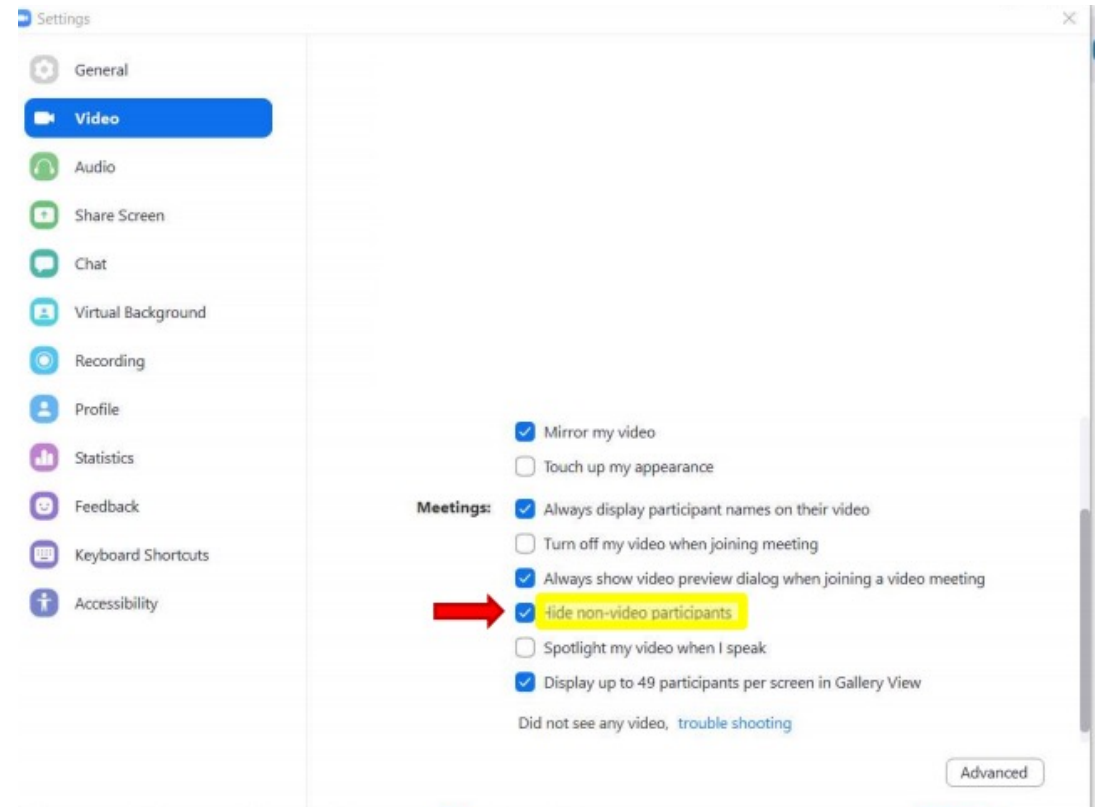 Settings
General
Video
Audio
Share Screen
Chat
Virtual Background
Recording
Profile
Statistics
Feedback
Keyboard Shortcuts
Accessibility
Mirror my video
Touch up my appearance
Meetings: Always display participant names on their video
Turn off my video when joining meeting
Always show video preview dialog when joining a video meeting
Hide non-video participants
Spotlight my video when I speak
Display up to 49 participants per screen in Gallery View
Did not see any video, trouble shooting
Advanced